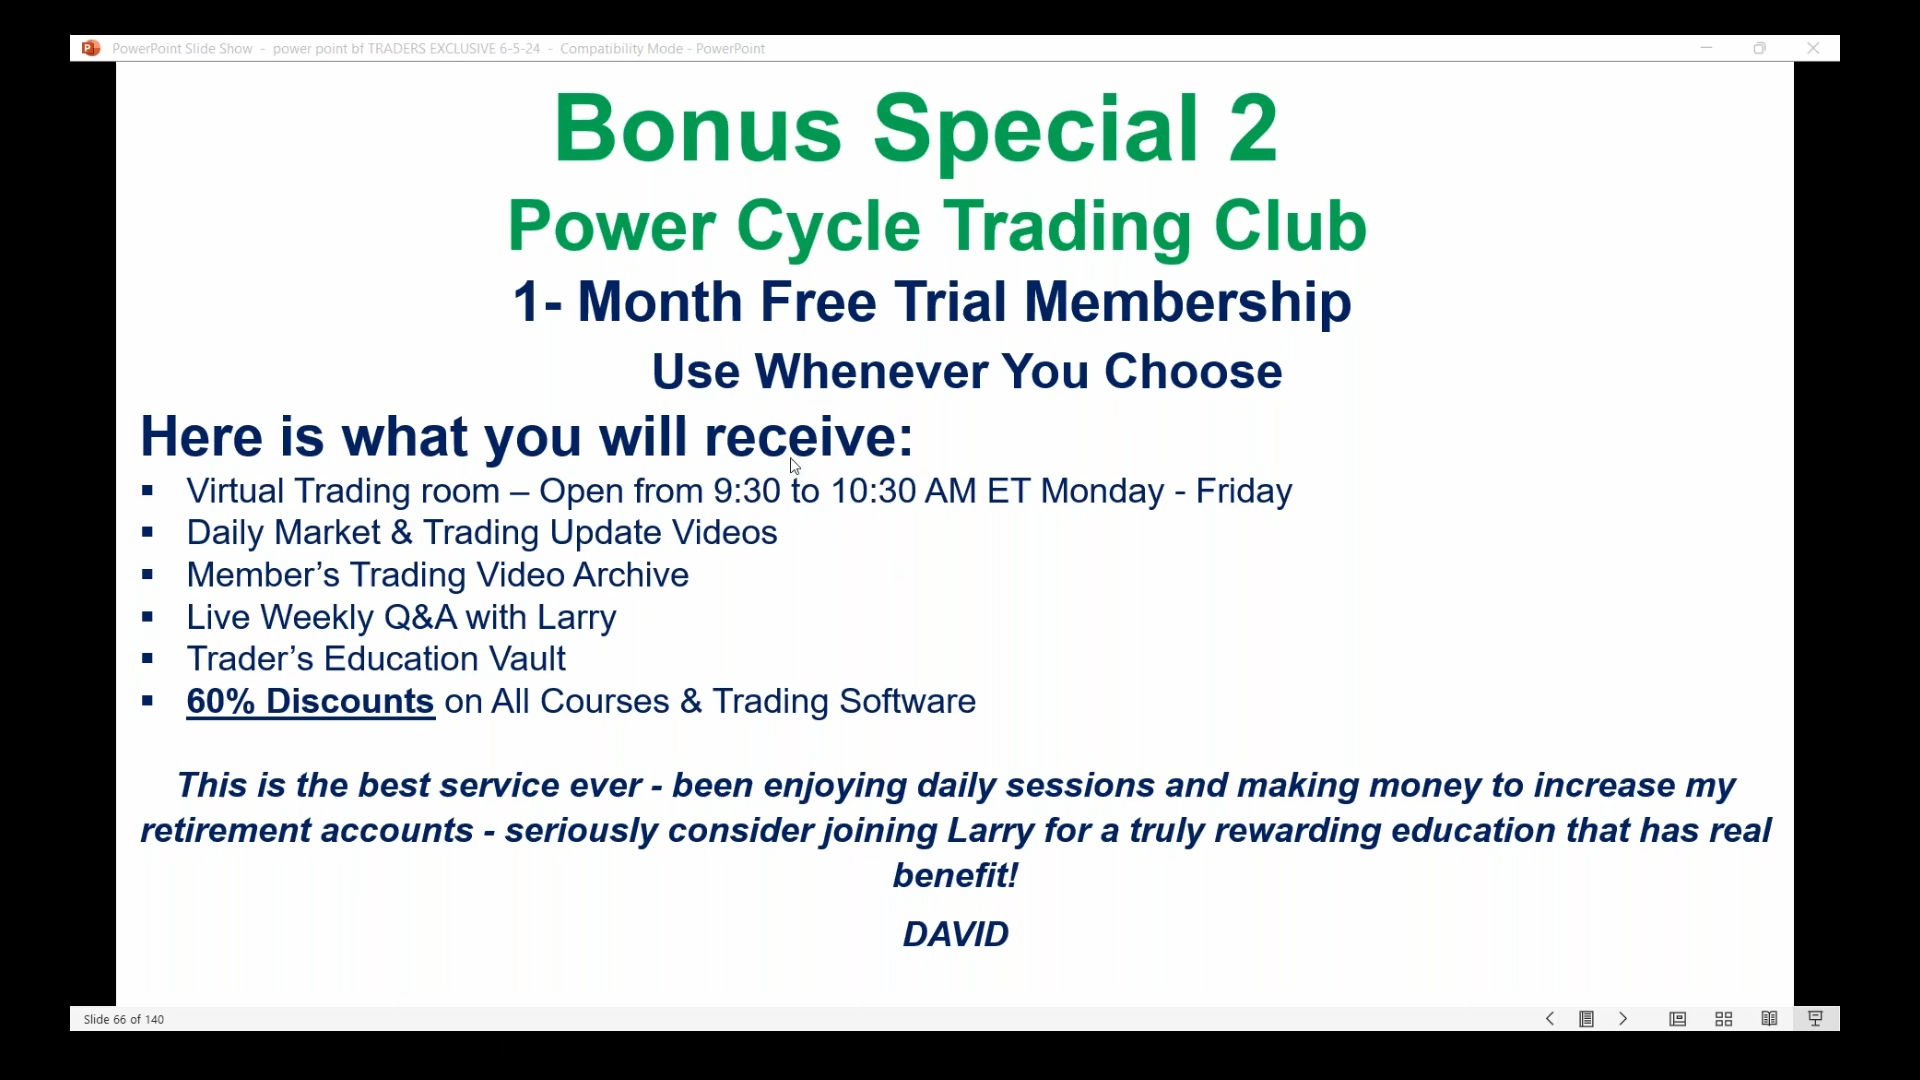 PowerPoint Slide Show - power point bf TRADERS EXCLUSIVE 6-5-24 - Compatibility Mode - PowerPoint
Bonus Special 2
Power Cycle Trading Club
1- Month Free Trial Membership
Use Whenever You Choose
Here is what you will receive:
▪ Virtual Trading room – Open from 9:30 to 10:30 AM ET Monday - Friday
▪ Daily Market & Trading Update Videos
▪ Member’s Trading Video Archive
▪ Live Weekly Q&A with Larry
▪ Trader’s Education Vault
▪ 60% Discounts on All Courses & Trading Software
This is the best service ever - been enjoying daily sessions and making money to increase my
retirement accounts - seriously consider joining Larry for a truly rewarding education that has real
benefit!
DAVID
Slide 66 of 140